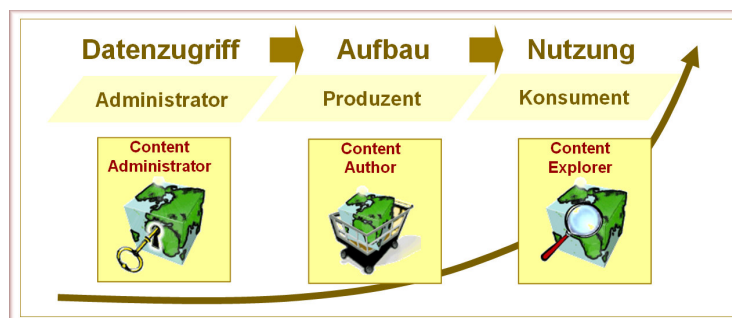 Datenzugriff
Aufbau
Nutzung
Administrator
Produzent
Konsument
Content
Administrator
Content
Author
Content
Explorer